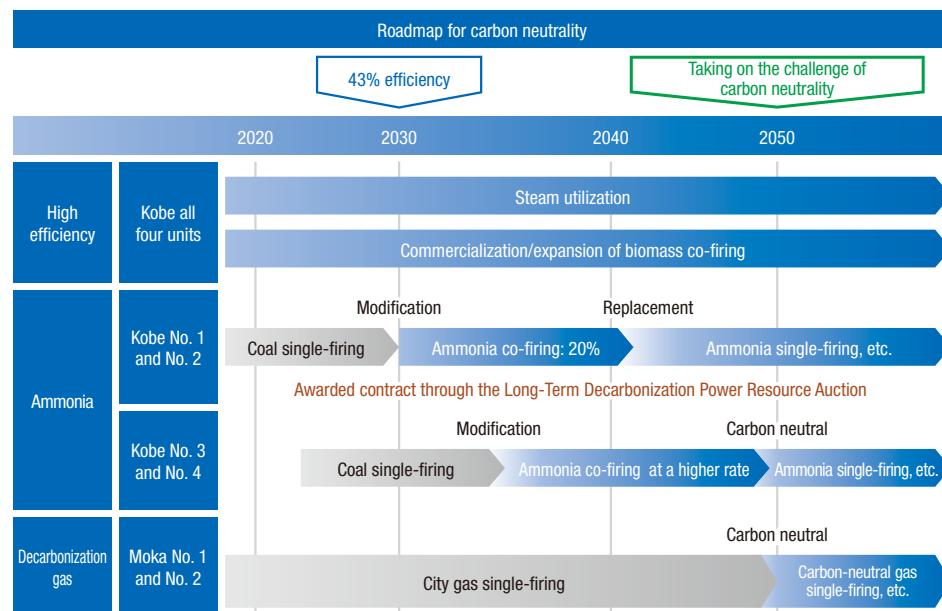 Roadmap for carbon neutrality
43% efficiency
Taking on the challenge of
carbon neutrality
2020
2030
2040
2050
High
efficiency
Kobe all
four units
Steam utilization
Commercialization/expansion of biomass co-firing
Ammonia
Kobe No. 1
and No. 2
Modification
Replacement
Coal single-firing
Ammonia co-firing: 20%
Ammonia single-firing, etc.
Awarded contract through the Long-Term Decarbonization Power Resource Auction
Kobe No. 3
and No. 4
Modification
Carbon neutral
Coal single-firing
Ammonia co-firing at a higher rate
Ammonia single-firing, etc.
Decarbonization
gas
Moka No. 1
and No. 2
Carbon neutral
City gas single-firing
Carbon-neutral gas
single-firing, etc.